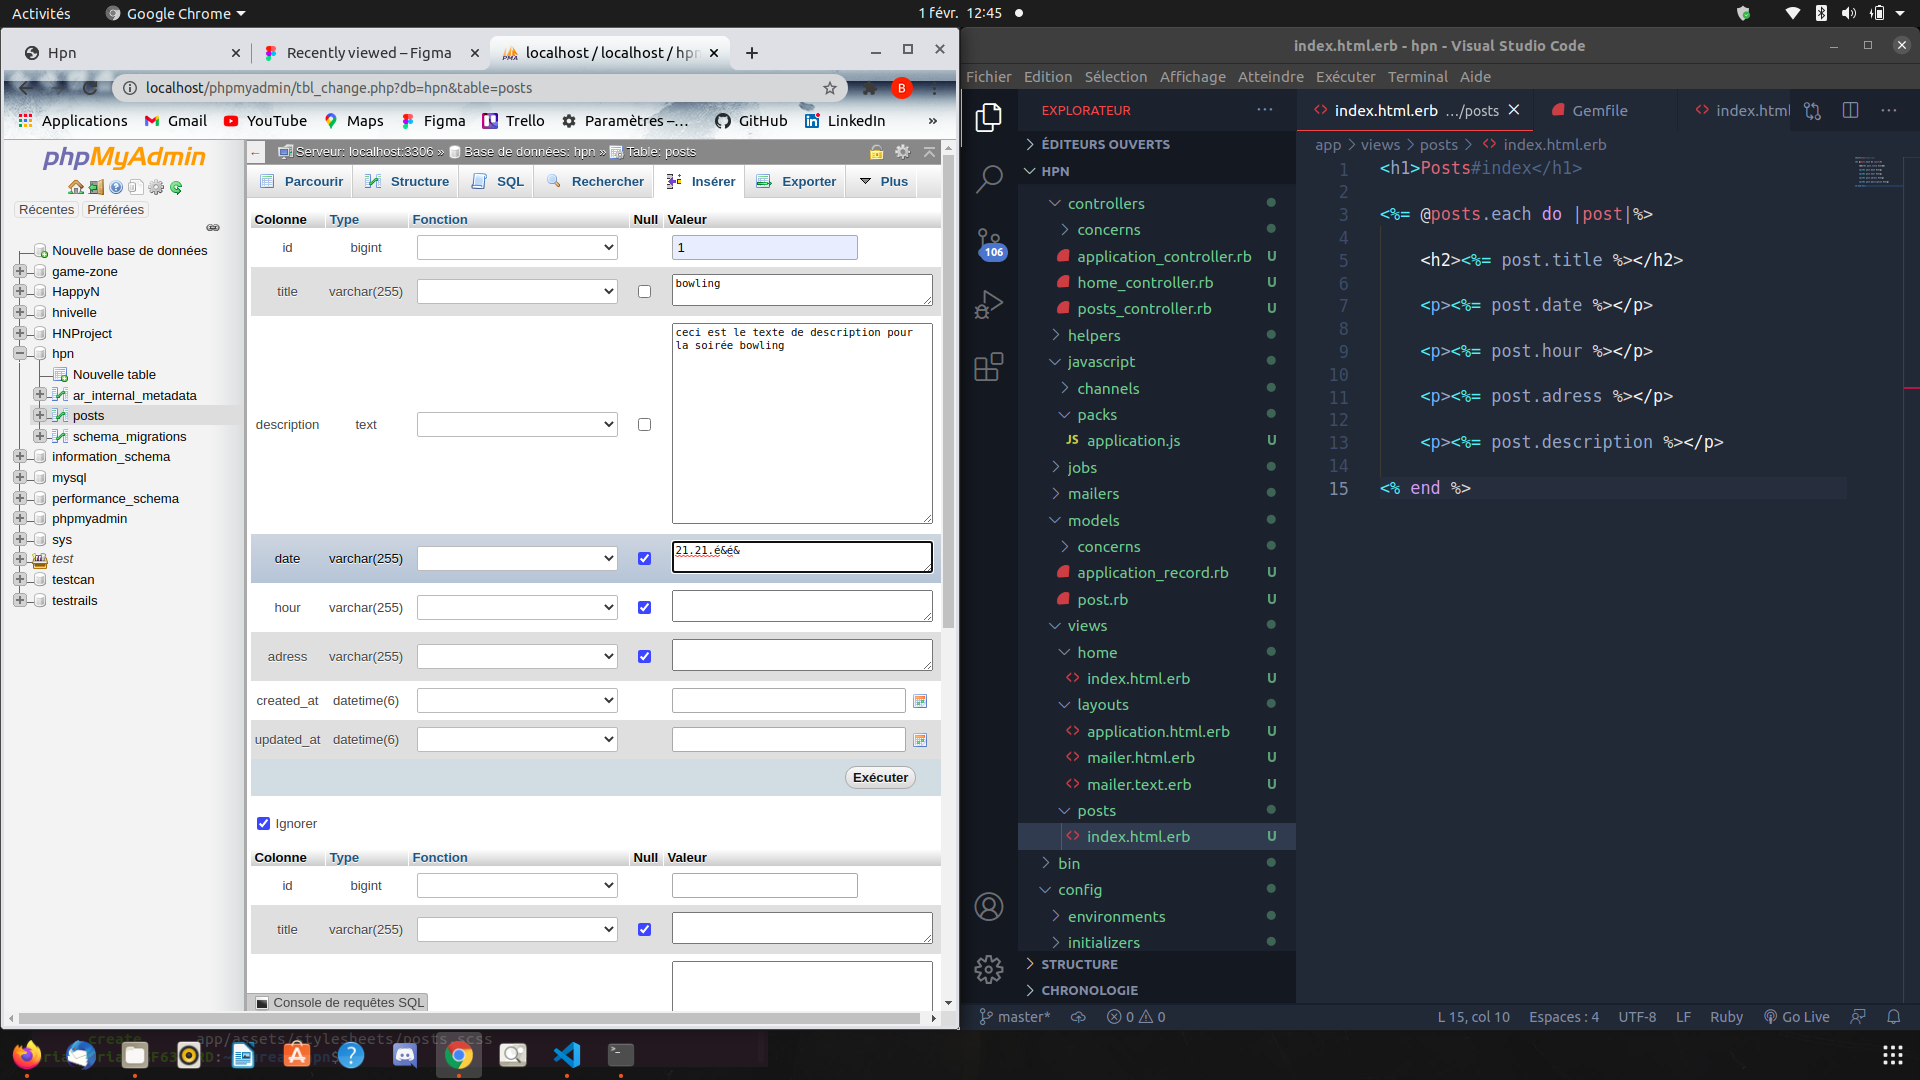 Activités
Google Chrome
1 févr. 12:45
Hpn
Recently viewed – Figma
localhost / localhost / hpn
localhost/phpmyadmin/tbl_change.php?db=hpn&table=posts
B
Applications
Gmail
YouTube
Maps
Figma
Trello
Paramètres –…
GitHub
LinkedIn
»
phpMyAdmin
Récentes
Préférées
Nouvelle base de données
game-zone
HappyN
hnivelle
HNProject
hpn
Nouvelle table
ar_internal_metadata
posts
schema_migrations
information_schema
mysql
performance_schema
phpmyadmin
sys
test
testcan
testrails
Serveur: localhost:3306 » Base de données: hpn » Table: posts
Parcourir
Structure
SQL
Rechercher
Insérer
Exporter
Plus
Colonne Type Fonction Null Valeur
id bigint 1
title varchar(255) bowling
ceci est le texte de description pour
la soirée bowling
description text
date varchar(255) 21.21.é&é&
hour varchar(255)
adress varchar(255)
created_at datetime(6)
updated_at datetime(6)
Exécuter
Ignorer
Colonne Type Fonction Null Valeur
id bigint
title varchar(255)
Console de requêtes SQL
index.html.erb - hpn - Visual Studio Code
Fichier Edition Sélection Affichage Atteindre Exécuter Terminal Aide
106
EXPLORATEUR
ÉDITEURS OUVERTS
HPN
controllers
concerns
application_controller.rb U
home_controller.rb U
posts_controller.rb U
helpers
javascript
channels
packs
JS application.js U
jobs
mailers
models
concerns
application_record.rb U
post.rb U
views
home
index.html.erb U
layouts
application.html.erb U
mailer.html.erb U
mailer.text.erb U
posts
index.html.erb U
bin
config
environments
initializers
STRUCTURE
CHRONOLOGIE
index.html.erb …/posts
Gemfile
index.html
app > views > posts > index.html.erb
1 <h1>Posts#index</h1>
2
3 <%= @posts.each do |post|%>
4
5 <h2><%= post.title %></h2>
6
7 <p><%= post.date %></p>
8
9 <p><%= post.hour %></p>
10
11 <p><%= post.adress %></p>
12
13 <p><%= post.description %></p>
14
15 <% end %>
master*
0 0
L 15, col 10
Espaces : 4
UTF-8
LF
Ruby
Go Live
create app/assets/stylesheets/posts.scss